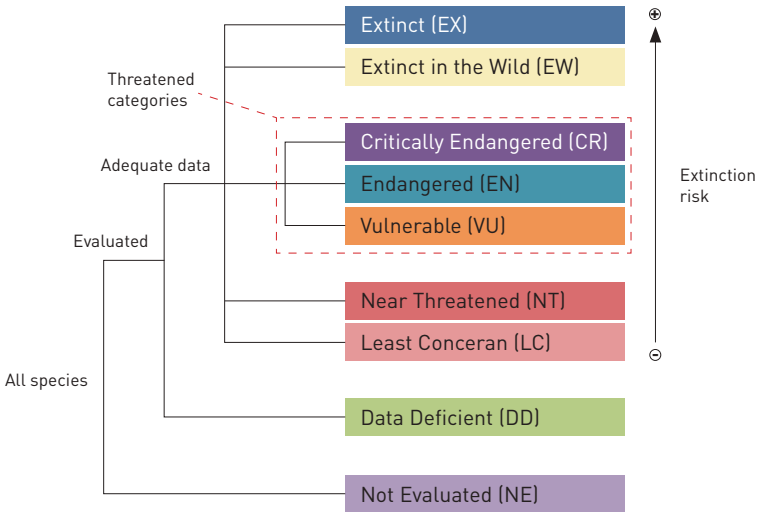 Extinct (EX)
Extinct in the Wild (EW)
Threatened
categories
Critically Endangered (CR)
Adequate data
Endangered (EN)
Extinction
risk
Vulnerable (VU)
Evaluated
Near Threatened (NT)
Least Conceran (LC)
All species
Data Deficient (DD)
Not Evaluated (NE)
+
-